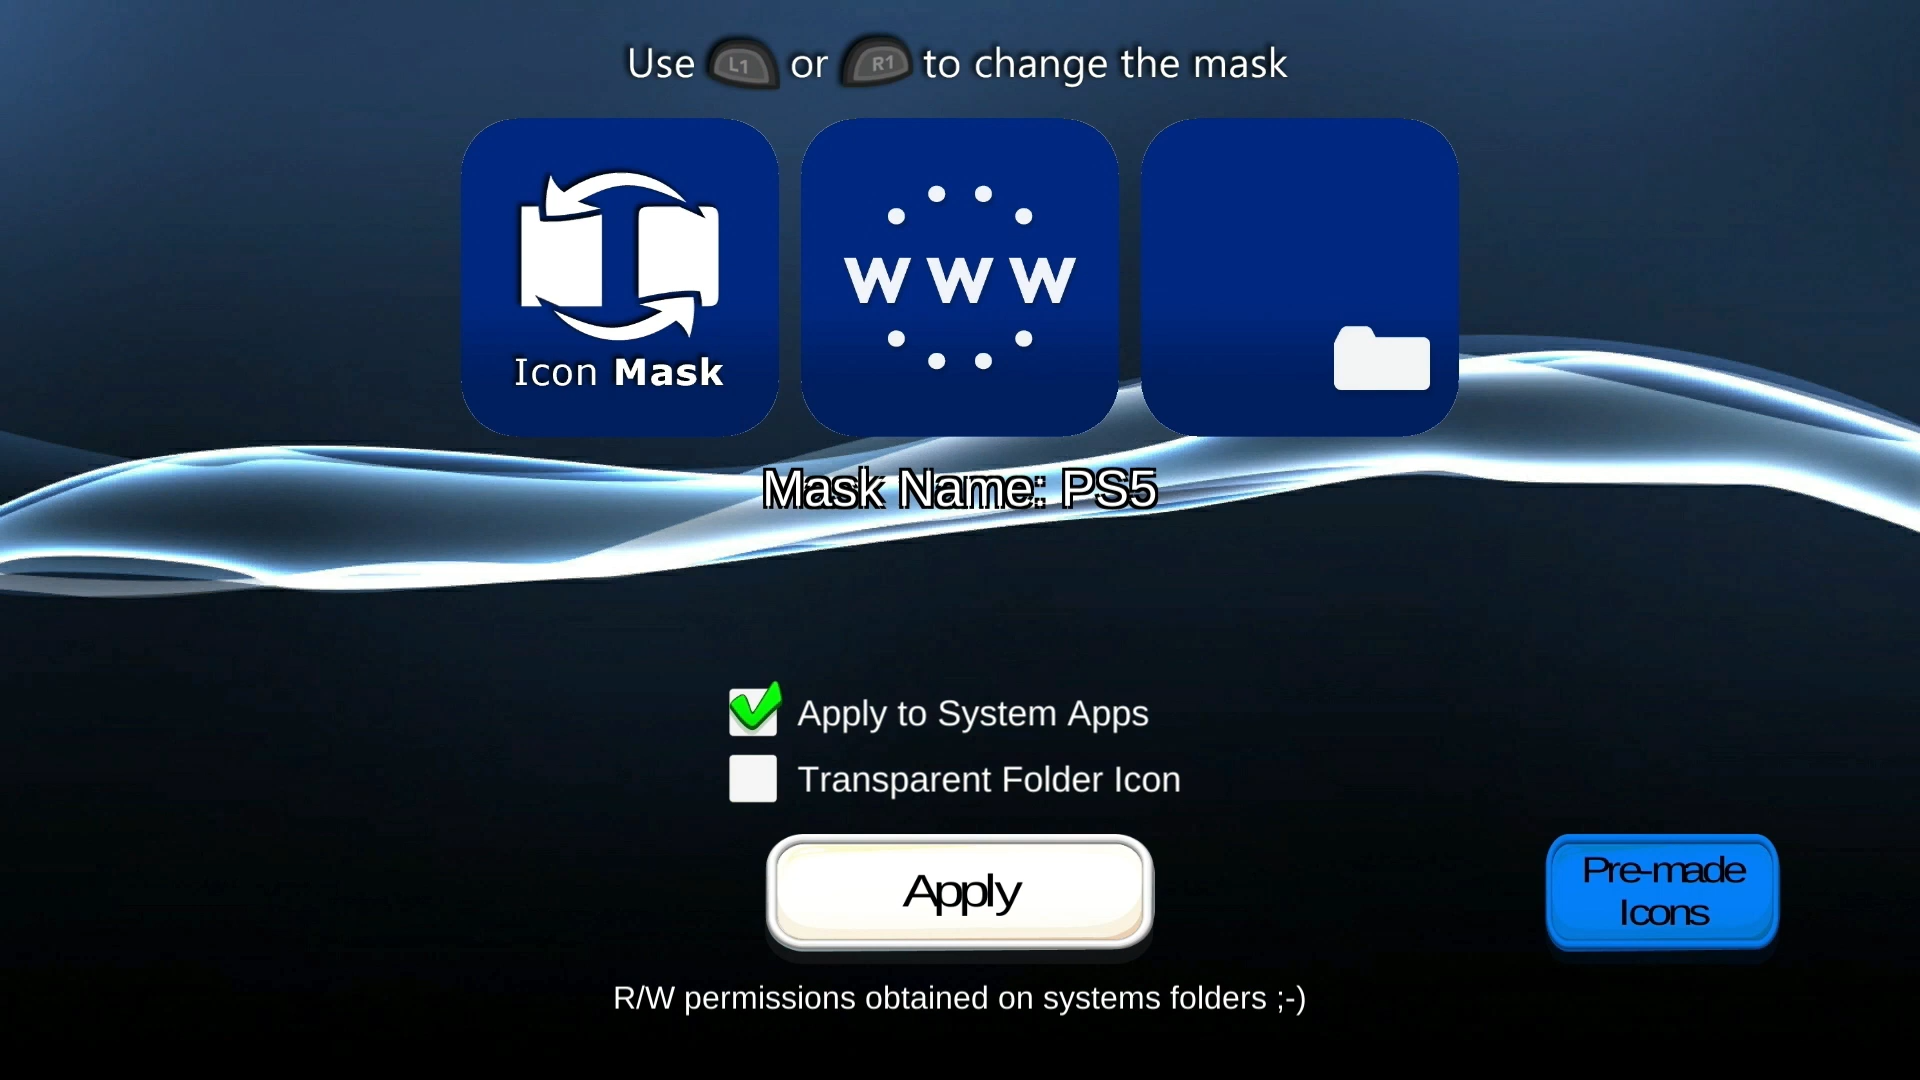 Use L1 or R1 to change the mask
Icon Mask
W W W
Mask Name: PS5
Apply to System Apps
Transparent Folder Icon
Apply
Pre-made
Icons
R/W permissions obtained on systems folders ;-)